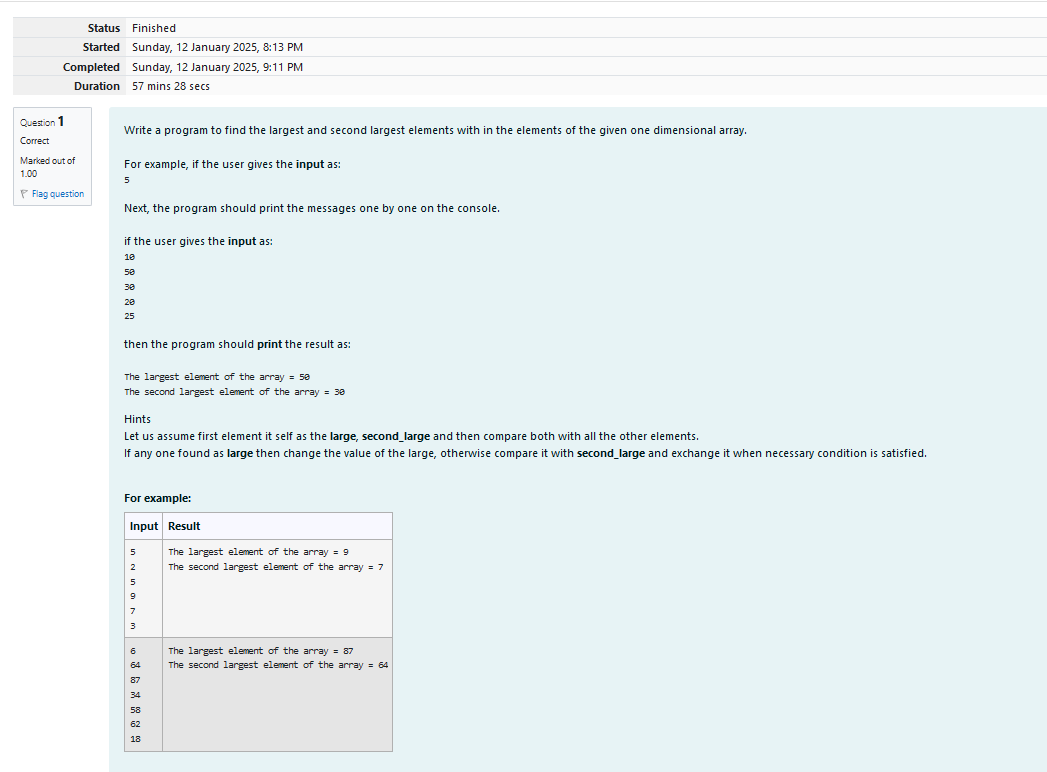 Status Finished
Started Sunday, 12 January 2025, 8:13 PM
Completed Sunday, 12 January 2025, 9:11 PM
Duration 57 mins 28 secs
Question 1
Correct
Marked out of
1.00
Flag question
Write a program to find the largest and second largest elements with in the elements of the given one dimensional array.
For example, if the user gives the input as:
5
Next, the program should print the messages one by one on the console.
if the user gives the input as:
10
50
30
20
25
then the program should print the result as:
The largest element of the array = 50
The second largest element of the array = 30
Hints
Let us assume first element it self as the large, second_large and then compare both with all the other elements.
If any one found as large then change the value of the large, otherwise compare it with second_large and exchange it when necessary condition is satisfied.
For example:
Input Result
5 The largest element of the array = 9
2 The second largest element of the array = 7
5
9
7
3
6 The largest element of the array = 87
64 The second largest element of the array = 64
87
34
58
62
18